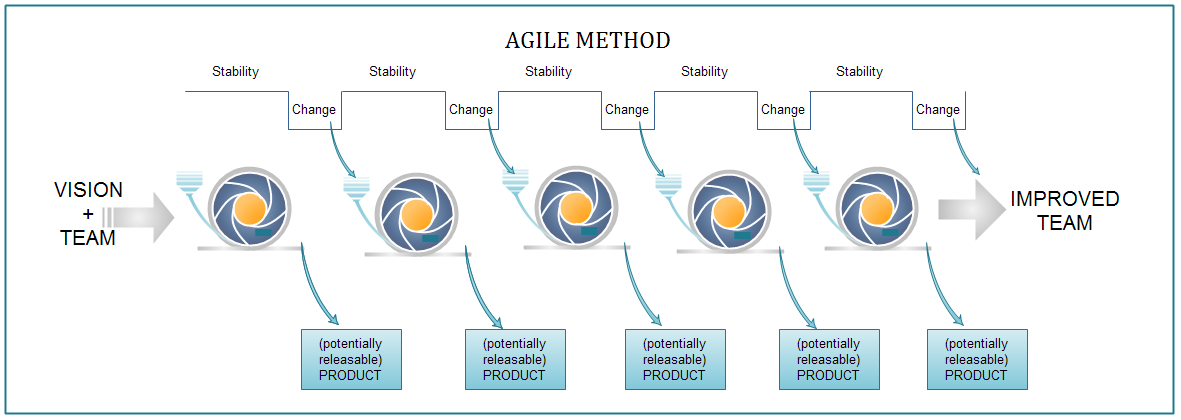 AGILE METHOD
Stability
Stability
Stability
Stability
Stability
Change
Change
Change
Change
Change
VISION
+
TEAM
IMPROVED
TEAM
(potentially
releasable)
PRODUCT
(potentially
releasable)
PRODUCT
(potentially
releasable)
PRODUCT
(potentially
releasable)
PRODUCT
(potentially
releasable)
PRODUCT